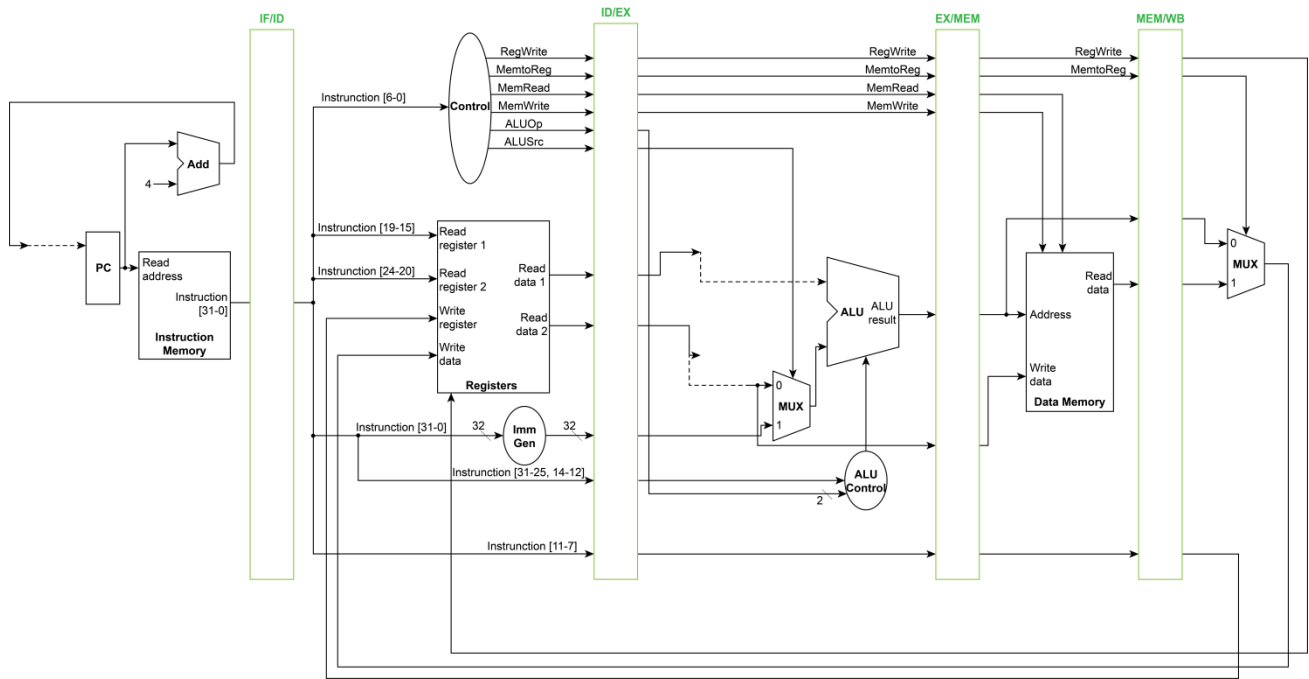 IF/ID
ID/EX
EX/MEM
MEM/WB
RegWrite
RegWrite
RegWrite
MemtoReg
MemtoReg
MemtoReg
Instrunction [6-0]
Control
MemRead
MemRead
MemWrite
MemWrite
ALUOp
ALUSrc
Add
4
PC
Read
address
Instruction
[31-0]
Instruction
Memory
Instrunction [19-15]
Instrunction [24-20]
Read
register 1
Read
register 2
Write
register
Write
data
Read
data 1
Read
data 2
Registers
ALU
ALU
result
0
MUX
1
Address
Read
data
Write
data
Data Memory
0
MUX
1
Instrunction [31-0]
32
Imm
Gen
32
Instrunction [31-25, 14-12]
2
ALU
Control
Instrunction [11-7]